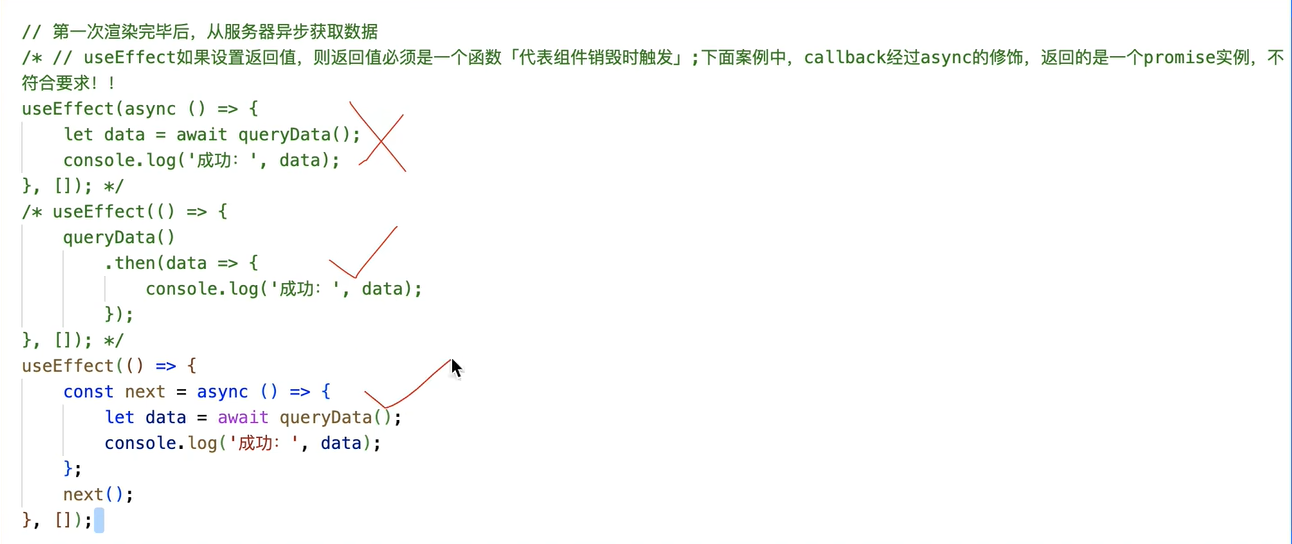 // 第一次渲染完毕后，从服务器异步获取数据
/* // useEffect如果设置返回值，则返回值必须是一个函数「代表组件销毁时触发」;下面案例中，callback经过async的修饰，返回的是一个promise实例，不
符合要求！！
useEffect(async () => {
    let data = await queryData();
    console.log('成功：', data);
}, []); */
/* useEffect(() => {
    queryData()
        .then(data => {
            console.log('成功：', data);
        });
}, []); */
useEffect(() => {
    const next = async () => {
        let data = await queryData();
        console.log('成功：', data);
    };
    next();
}, []);